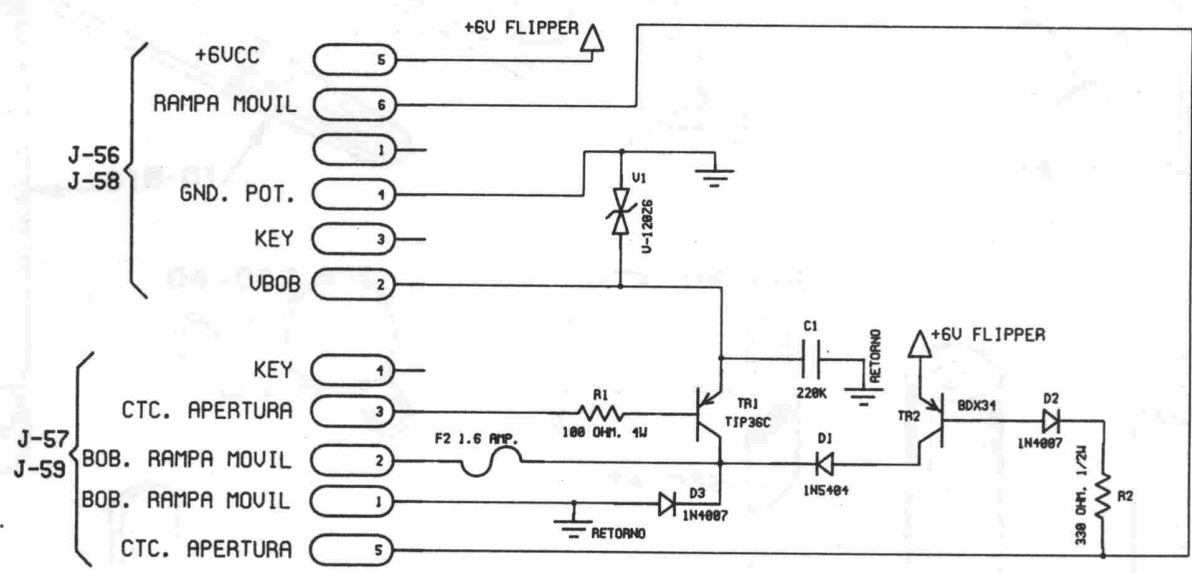 +6V FLIPPER
+6VCC
5
RAMPA MOVIL
6
1
J-56
J-58
GND. POT.
4
V1
V-120Z6
KEY
3
VBOB
2
KEY
4
C1
220K
RETORNO
+6V FLIPPER
CTC. APERTURA
3
R1
100 OHM. 4W
TR1
TIP36C
TR2
BDX34
D2
1N4007
J-57
J-59
BOB. RAMPA MOVIL
2
F2 1.6 AMP.
D1
1N5404
BOB. RAMPA MOVIL
1
RETORNO
D3
1N4007
330 OHM. 1/2W
R2
CTC. APERTURA
5